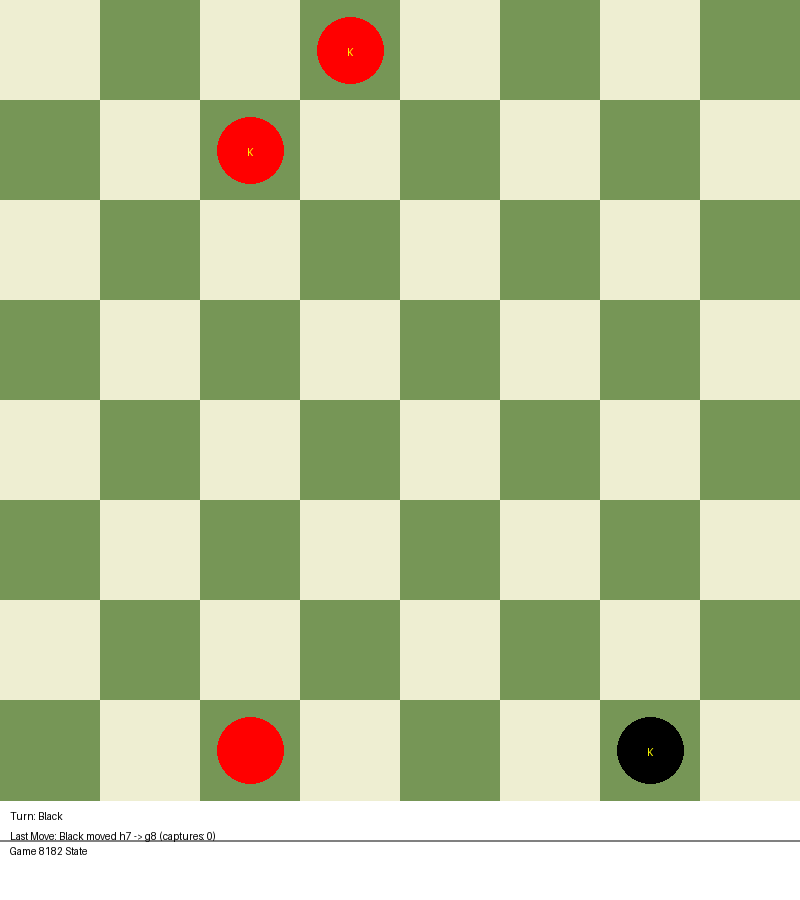 K
K
K
Turn: Black
Last Move: Black moved h7 -> g8 (captures: 0)
Game 8182 State